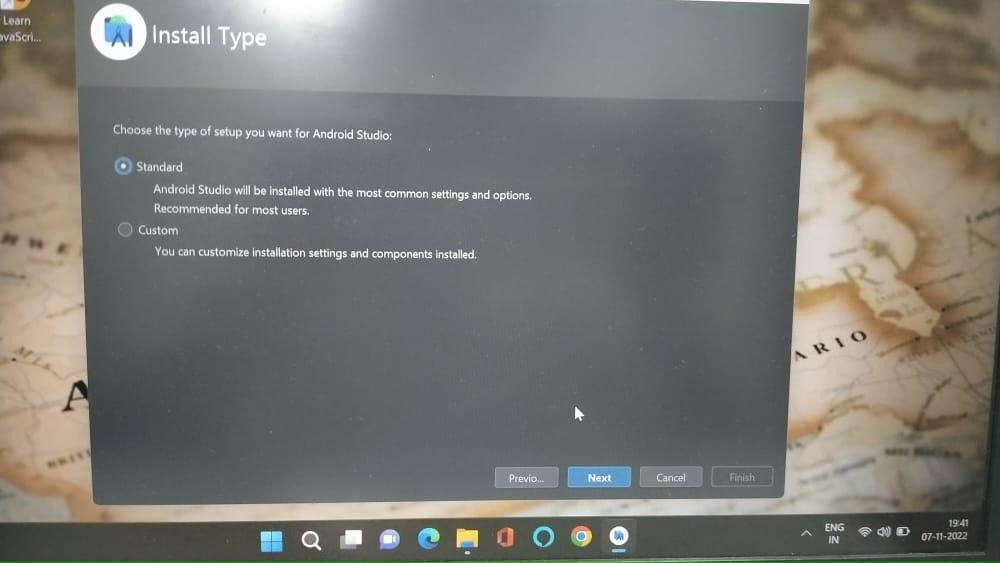 Learn
avaScri...
Install Type
Choose the type of setup you want for Android Studio:
Standard
Android Studio will be installed with the most common settings and options.
Recommended for most users.
Custom
You can customize installation settings and components installed.
ARIO
A
Previo...
Next
Cancel
Finish
ENG
IN
19:41
07-11-2022